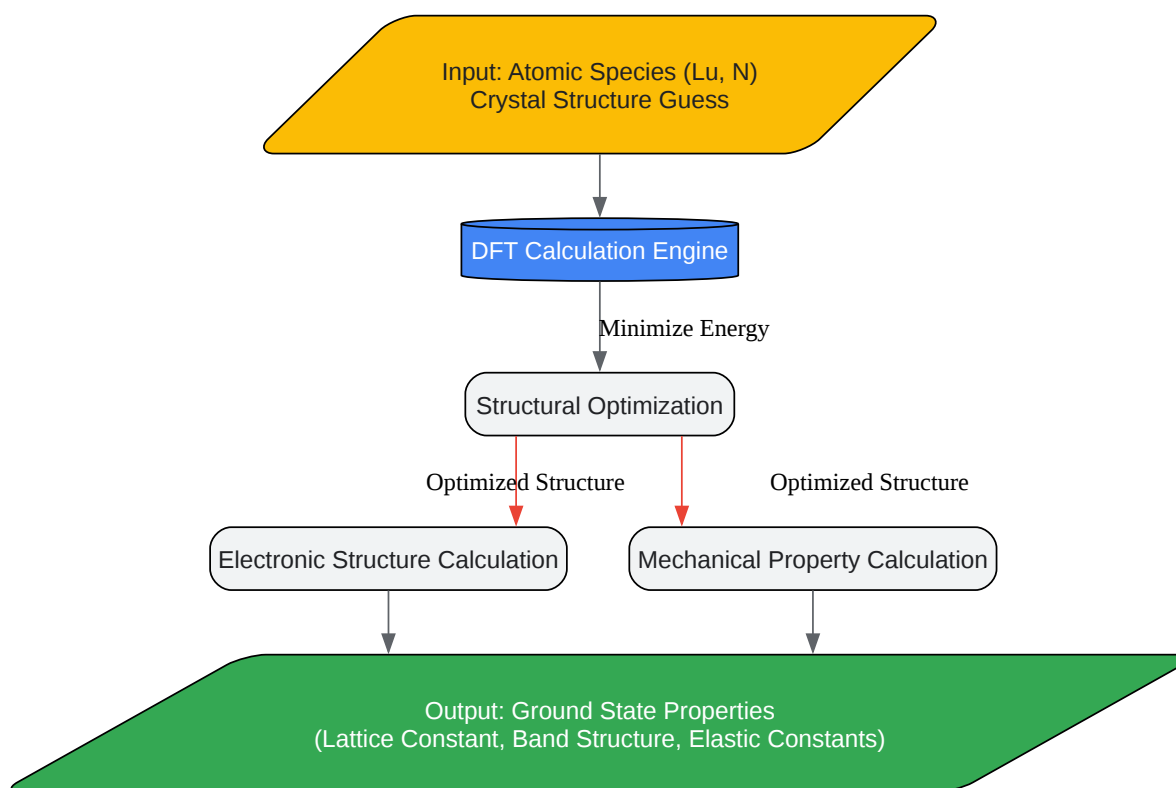 Input: Atomic Species (Lu, N)
Crystal Structure Guess
DFT Calculation Engine
Minimize Energy
Structural Optimization
Optimized Structure
Optimized Structure
Electronic Structure Calculation
Mechanical Property Calculation
Output: Ground State Properties
(Lattice Constant, Band Structure, Elastic Constants)